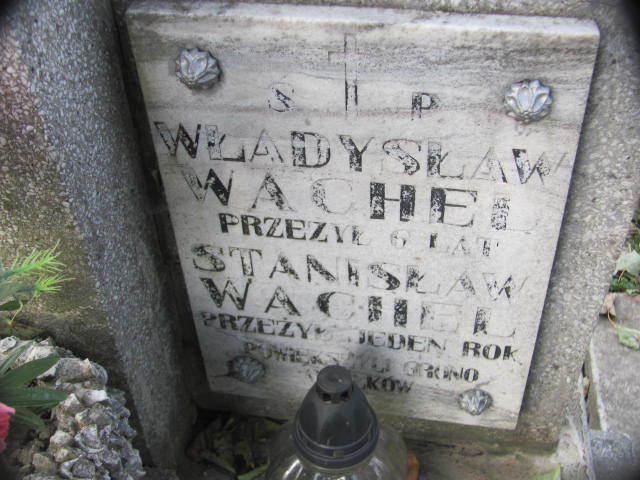 S P
WŁADYSŁAW
WACHEL
PRZEŻYŁ 6 LAT
STANISŁAW
WACHEL
PRZEŻYŁ JEDEN ROK
POWIĘKSZYLI GRONO